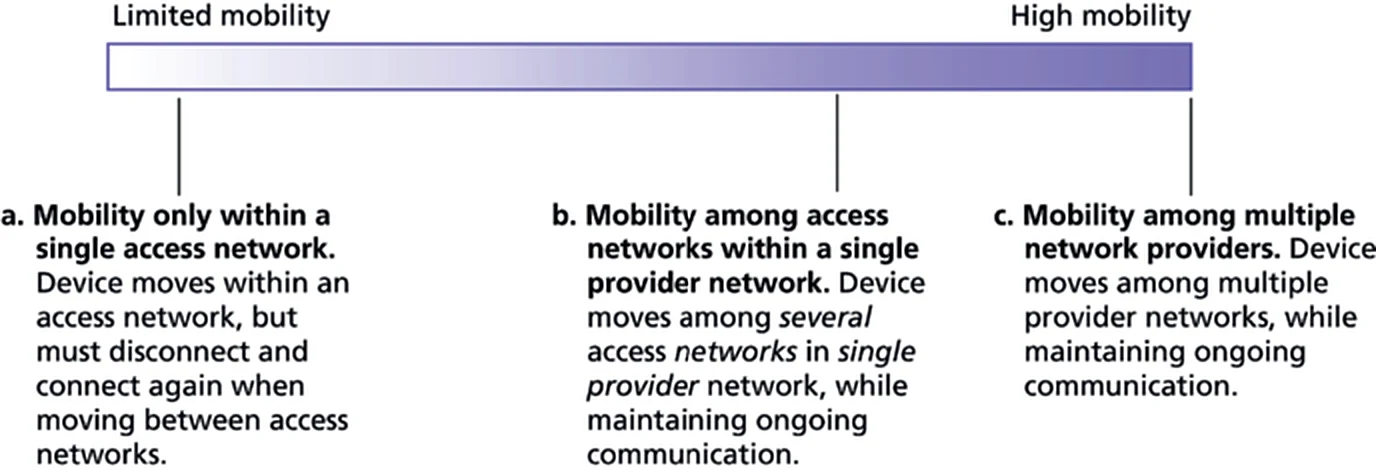 Limited mobility
High mobility
a. Mobility only within a
single access network.
Device moves within an
access network, but
must disconnect and
connect again when
moving between access
networks.
b. Mobility among access
networks within a single
provider network. Device
moves among several
access networks in single
provider network, while
maintaining ongoing
communication.
c. Mobility among multiple
network providers. Device
moves among multiple
provider networks, while
maintaining ongoing
communication.